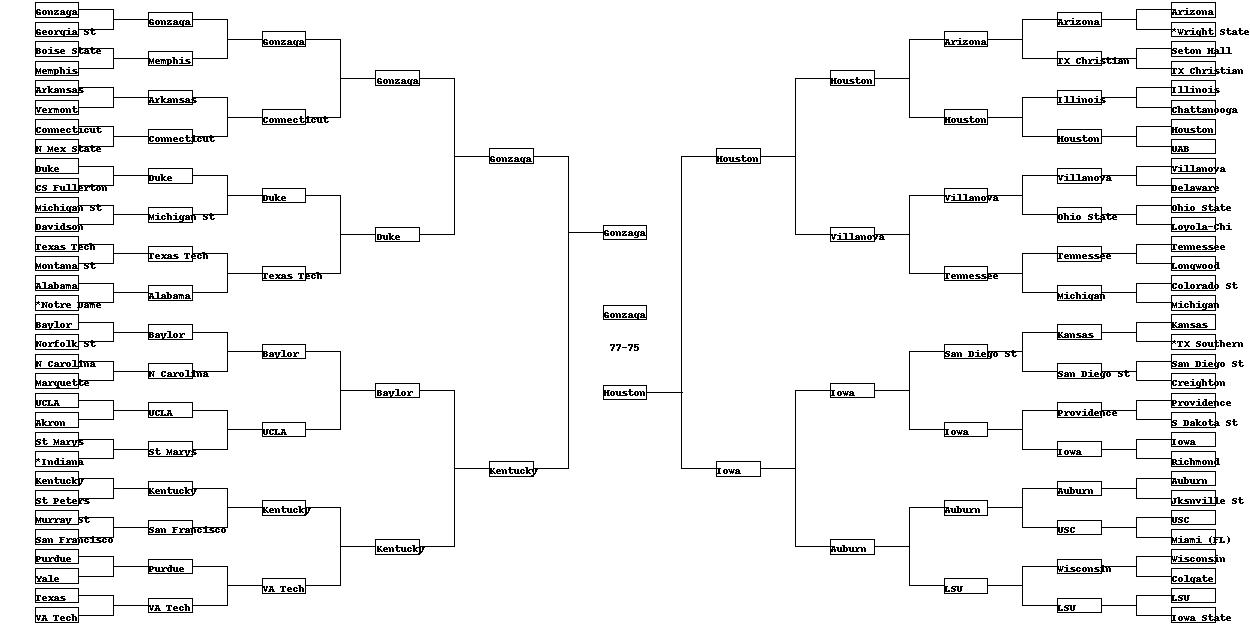 Gonzaga
Georgia St
Boise State
Memphis
Arkansas
Vermont
Connecticut
N Mex State
Duke
CS Fullerton
Michigan St
Davidson
Texas Tech
Montana St
Alabama
*Notre Dame
Baylor
Norfolk St
N Carolina
Marquette
UCLA
Akron
St Marys
*Indiana
Kentucky
St Peters
Murray St
San Francisco
Purdue
Yale
Texas
VA Tech
Gonzaga
Memphis
Arkansas
Connecticut
Duke
Michigan St
Texas Tech
Alabama
Baylor
N Carolina
UCLA
St Marys
Kentucky
San Francisco
Purdue
VA Tech
Gonzaga
Connecticut
Duke
Texas Tech
Baylor
UCLA
Kentucky
VA Tech
Gonzaga
Duke
Baylor
Kentucky
Gonzaga
Kentucky
Gonzaga
Gonzaga
77-75
Houston
Houston
Iowa
Houston
Villanova
Iowa
Auburn
Arizona
Houston
Villanova
Tennessee
San Diego St
Iowa
Auburn
LSU
Arizona
TX Christian
Illinois
Houston
Villanova
Ohio State
Tennessee
Michigan
Kansas
San Diego St
Providence
Iowa
Auburn
USC
Wisconsin
LSU
Arizona
*Wright State
Seton Hall
TX Christian
Illinois
Chattanooga
Houston
UAB
Villanova
Delaware
Ohio State
Loyola-Chi
Tennessee
Longwood
Colorado St
Michigan
Kansas
*TX Southern
San Diego St
Creighton
Providence
S Dakota St
Iowa
Richmond
Auburn
Jksnville St
USC
Miami (FL)
Wisconsin
Colgate
LSU
Iowa State